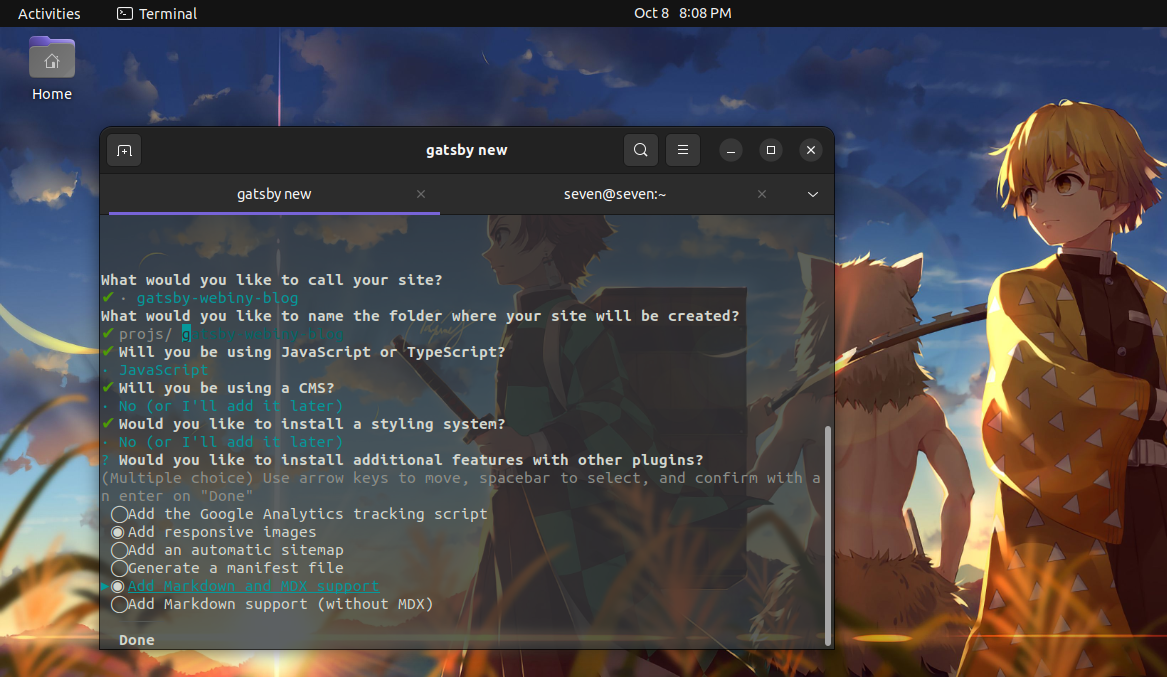 Activities
Terminal
Oct 8 8:08 PM
Home
gatsby new
gatsby new
seven@seven:~
What would you like to call your site?
✔ · gatsby-webiny-blog
What would you like to name the folder where your site will be created?
✔ projs/ gatsby-webiny-blog
✔ Will you be using JavaScript or TypeScript?
· JavaScript
✔ Will you be using a CMS?
· No (or I'll add it later)
✔ Would you like to install a styling system?
· No (or I'll add it later)
? Would you like to install additional features with other plugins?
(Multiple choice) Use arrow keys to move, spacebar to select, and confirm with a
n enter on "Done"
◯Add the Google Analytics tracking script
◉Add responsive images
◯Add an automatic sitemap
◯Generate a manifest file
▸◉Add Markdown and MDX support
◯Add Markdown support (without MDX)
Done